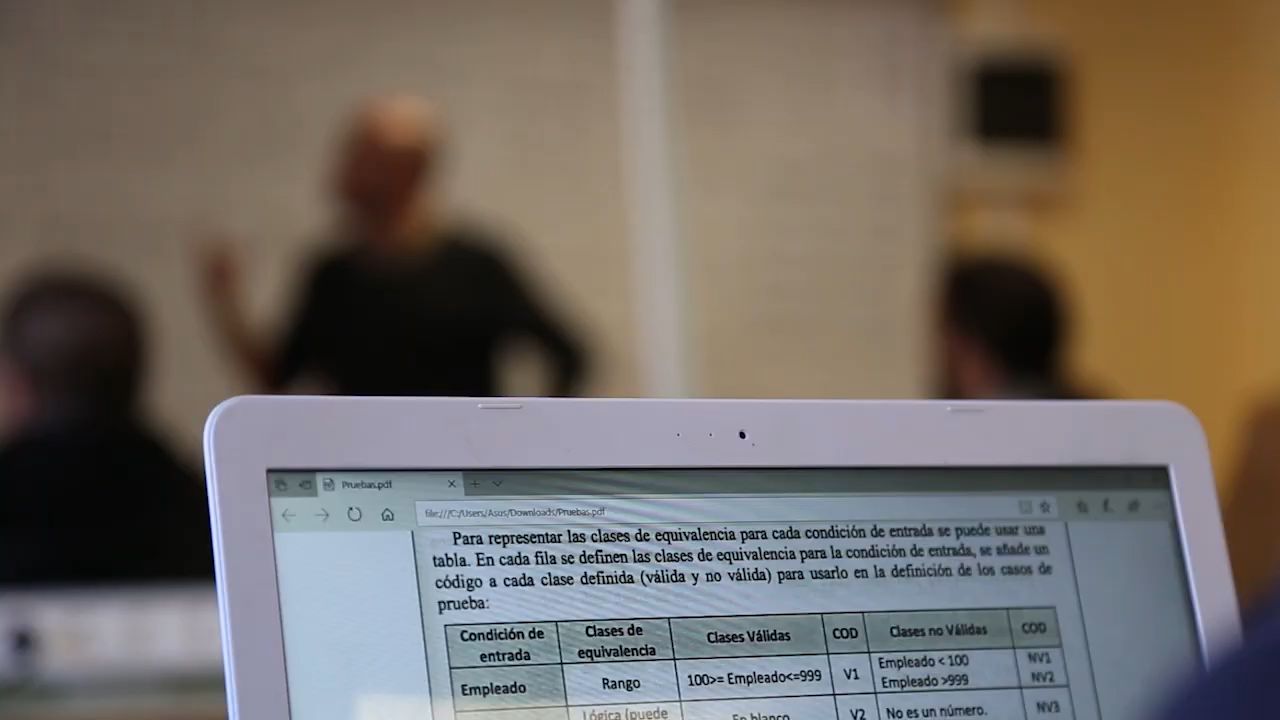 Pruebas.pdf
file:///C:/Users/Asus/Downloads/Pruebas.pdf
Para representar las clases de equivalencia para cada condición de entrada se puede usar una
tabla. En cada fila se definen las clases de equivalencia para la condición de entrada, se añade un
código a cada clase definida (válida y no válida) para usarlo en la definición de los casos de
prueba:
Condición de entrada Clases de equivalencia Clases Válidas COD Clases no Válidas COD
Empleado Rango 100>= Empleado<=999 V1 Empleado < 100 NV1
Empleado >999 NV2
Lógica (puede En blanco V2 No es un número. NV3